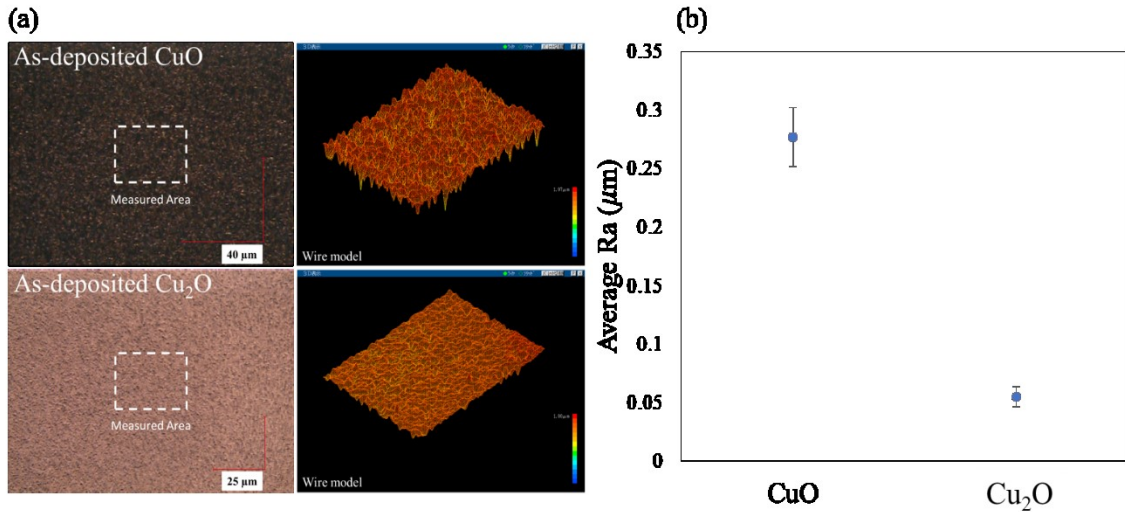 (a)
As-deposited CuO
Measured Area
40 µm
Wire model
As-deposited Cu₂O
Measured Area
25 µm
Wire model
(b)
Average Ra (µm)
0.35
0.3
0.25
0.2
0.15
0.1
0.05
0
CuO
Cu₂O